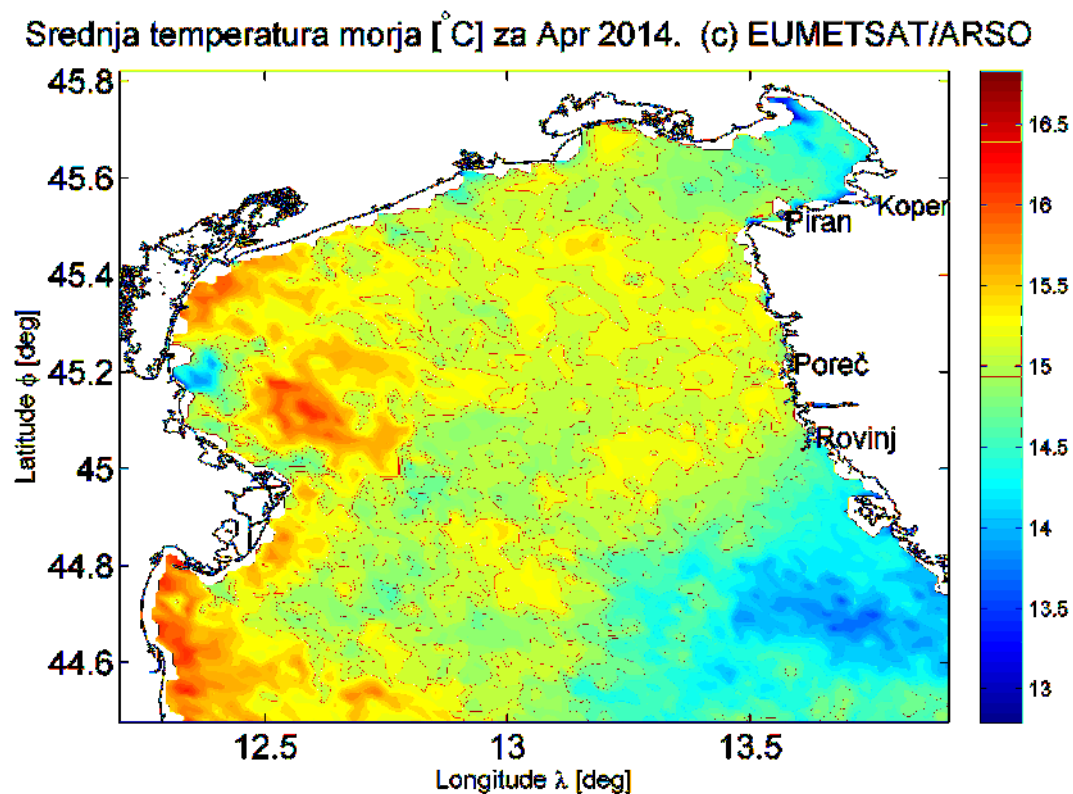 Srednja temperatura morja [°C] za Apr 2014. (c) EUMETSAT/ARSO
45.8
45.6
45.4
45.2
45
44.8
44.6
Latitude ϕ [deg]
12.5
13
13.5
Longitude λ [deg]
Koper
Piran
Poreč
Rovinj
16.5
16
15.5
15
14.5
14
13.5
13